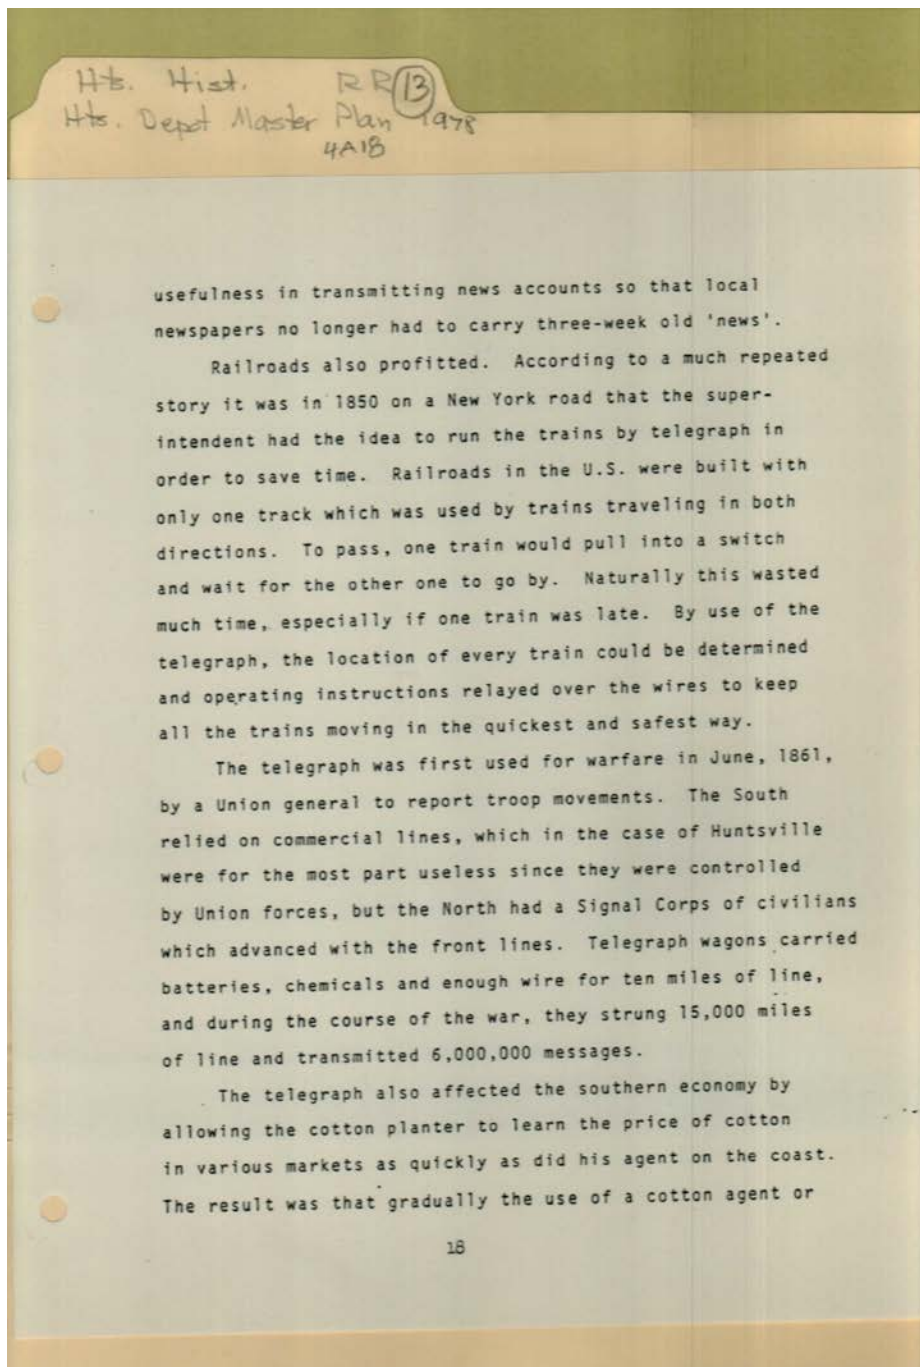 Hts. Hist. RR 13
Hts. Depot Master Plan 1978
4A18
usefulness in transmitting news accounts so that local
newspapers no longer had to carry three-week old 'news'.
Railroads also profitted. According to a much repeated
story it was in 1850 on a New York road that the super-
intendent had the idea to run the trains by telegraph in
order to save time. Railroads in the U.S. were built with
only one track which was used by trains traveling in both
directions. To pass, one train would pull into a switch
and wait for the other one to go by. Naturally this wasted
much time, especially if one train was late. By use of the
telegraph, the location of every train could be determined
and operating instructions relayed over the wires to keep
all the trains moving in the quickest and safest way.
The telegraph was first used for warfare in June, 1861,
by a Union general to report troop movements. The South
relied on commercial lines, which in the case of Huntsville
were for the most part useless since they were controlled
by Union forces, but the North had a Signal Corps of civilians
which advanced with the front lines. Telegraph wagons carried
batteries, chemicals and enough wire for ten miles of line,
and during the course of the war, they strung 15,000 miles
of line and transmitted 6,000,000 messages.
The telegraph also affected the southern economy by
allowing the cotton planter to learn the price of cotton
in various markets as quickly as did his agent on the coast.
The result was that gradually the use of a cotton agent or
18